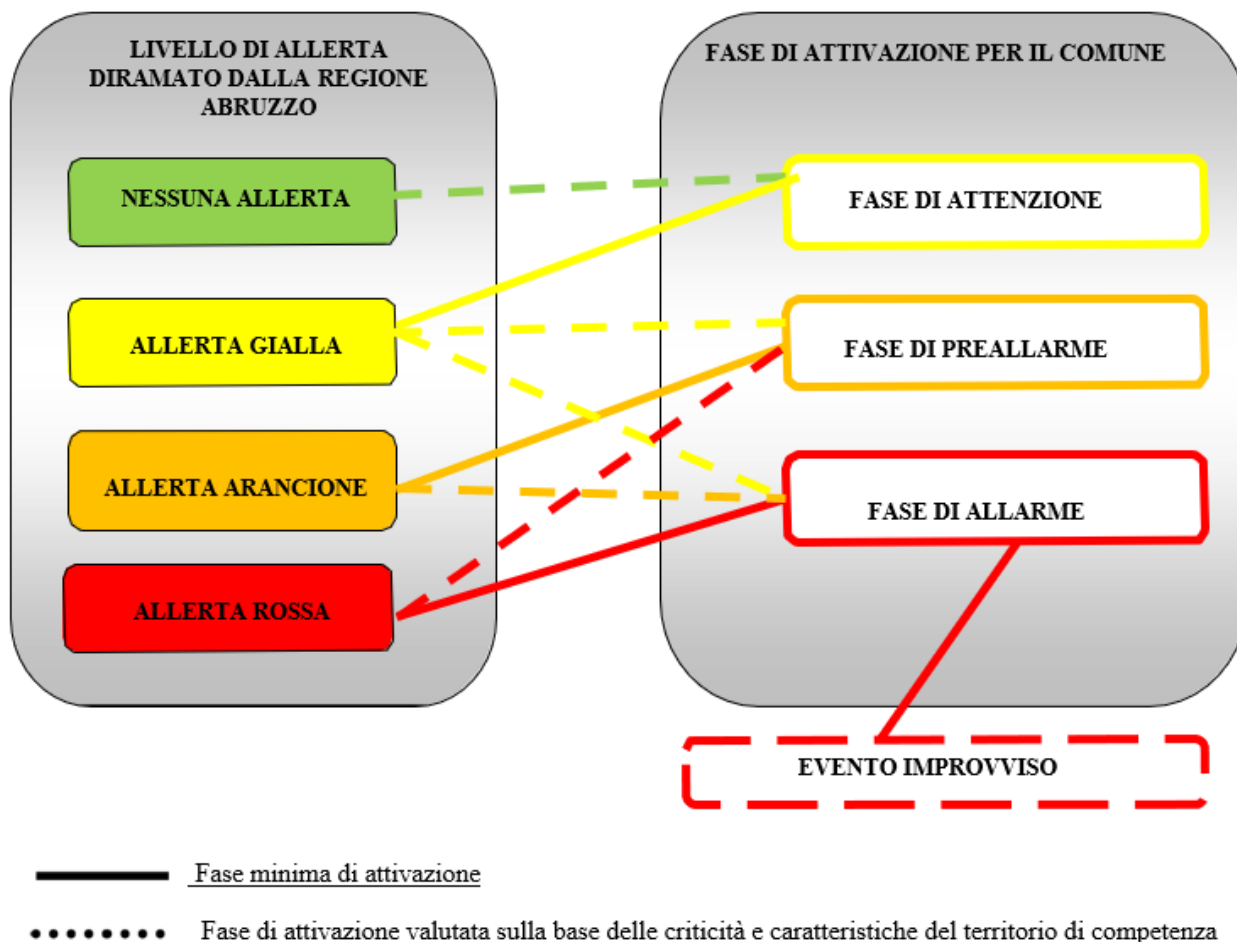 LIVELLO DI ALLERTA
DIRAMATO DALLA REGIONE
ABRUZZO
NESSUNA ALLERTA
ALLERTA GIALLA
ALLERTA ARANCIONE
ALLERTA ROSSA
FASE DI ATTIVAZIONE PER IL COMUNE
FASE DI ATTENZIONE
FASE DI PREALLARME
FASE DI ALLARME
EVENTO IMPROVVISO
Fase minima di attivazione
Fase di attivazione valutata sulla base delle criticità e caratteristiche del territorio di competenza